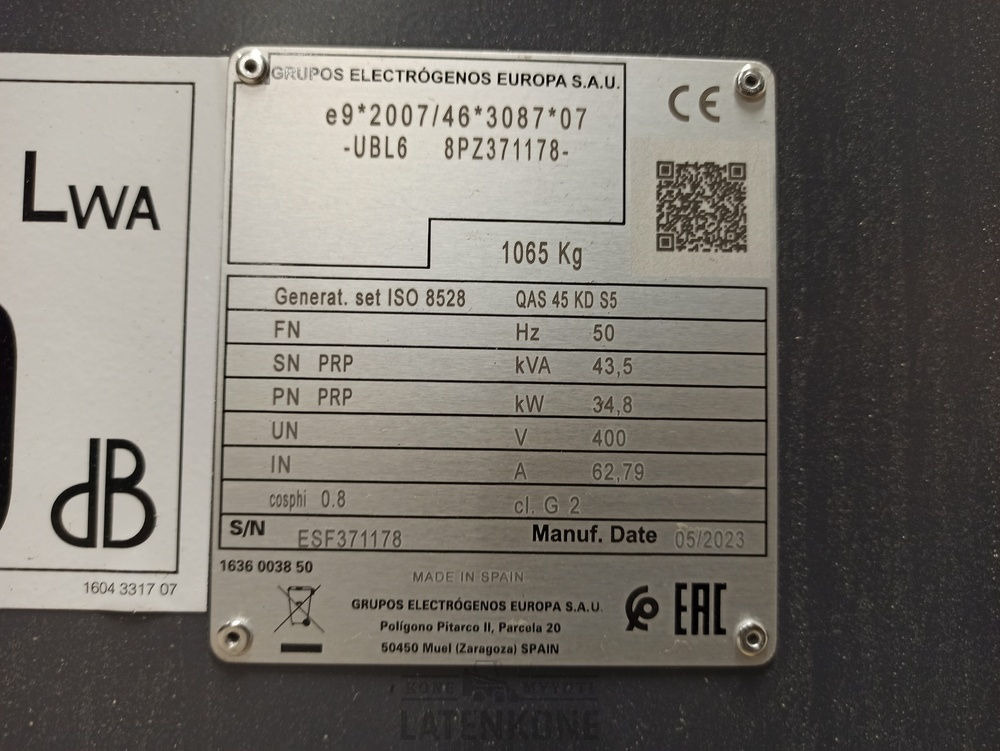 GRUPOS ELECTRÓGENOS EUROPA S.A.U.
e9*2007/46*3087*07
-UBL6 8PZ371178-
CE
1065 Kg
LWA
dB
1604 3317 07
Generat. set ISO 8528 QAS 45 KD S5
FN Hz 50
SN PRP kVA 43,5
PN PRP kW 34,8
UN V 400
IN A 62,79
cosphi 0.8 cl. G 2
S/N ESF371178 Manuf. Date 05/2023
1636 0038 50
MADE IN SPAIN
GRUPOS ELECTRÓGENOS EUROPA S.A.U.
Polígono Pitarco II, Parcela 20
50450 Muel (Zaragoza) SPAIN
EAC
KONE MYYNTI
LATENKONE